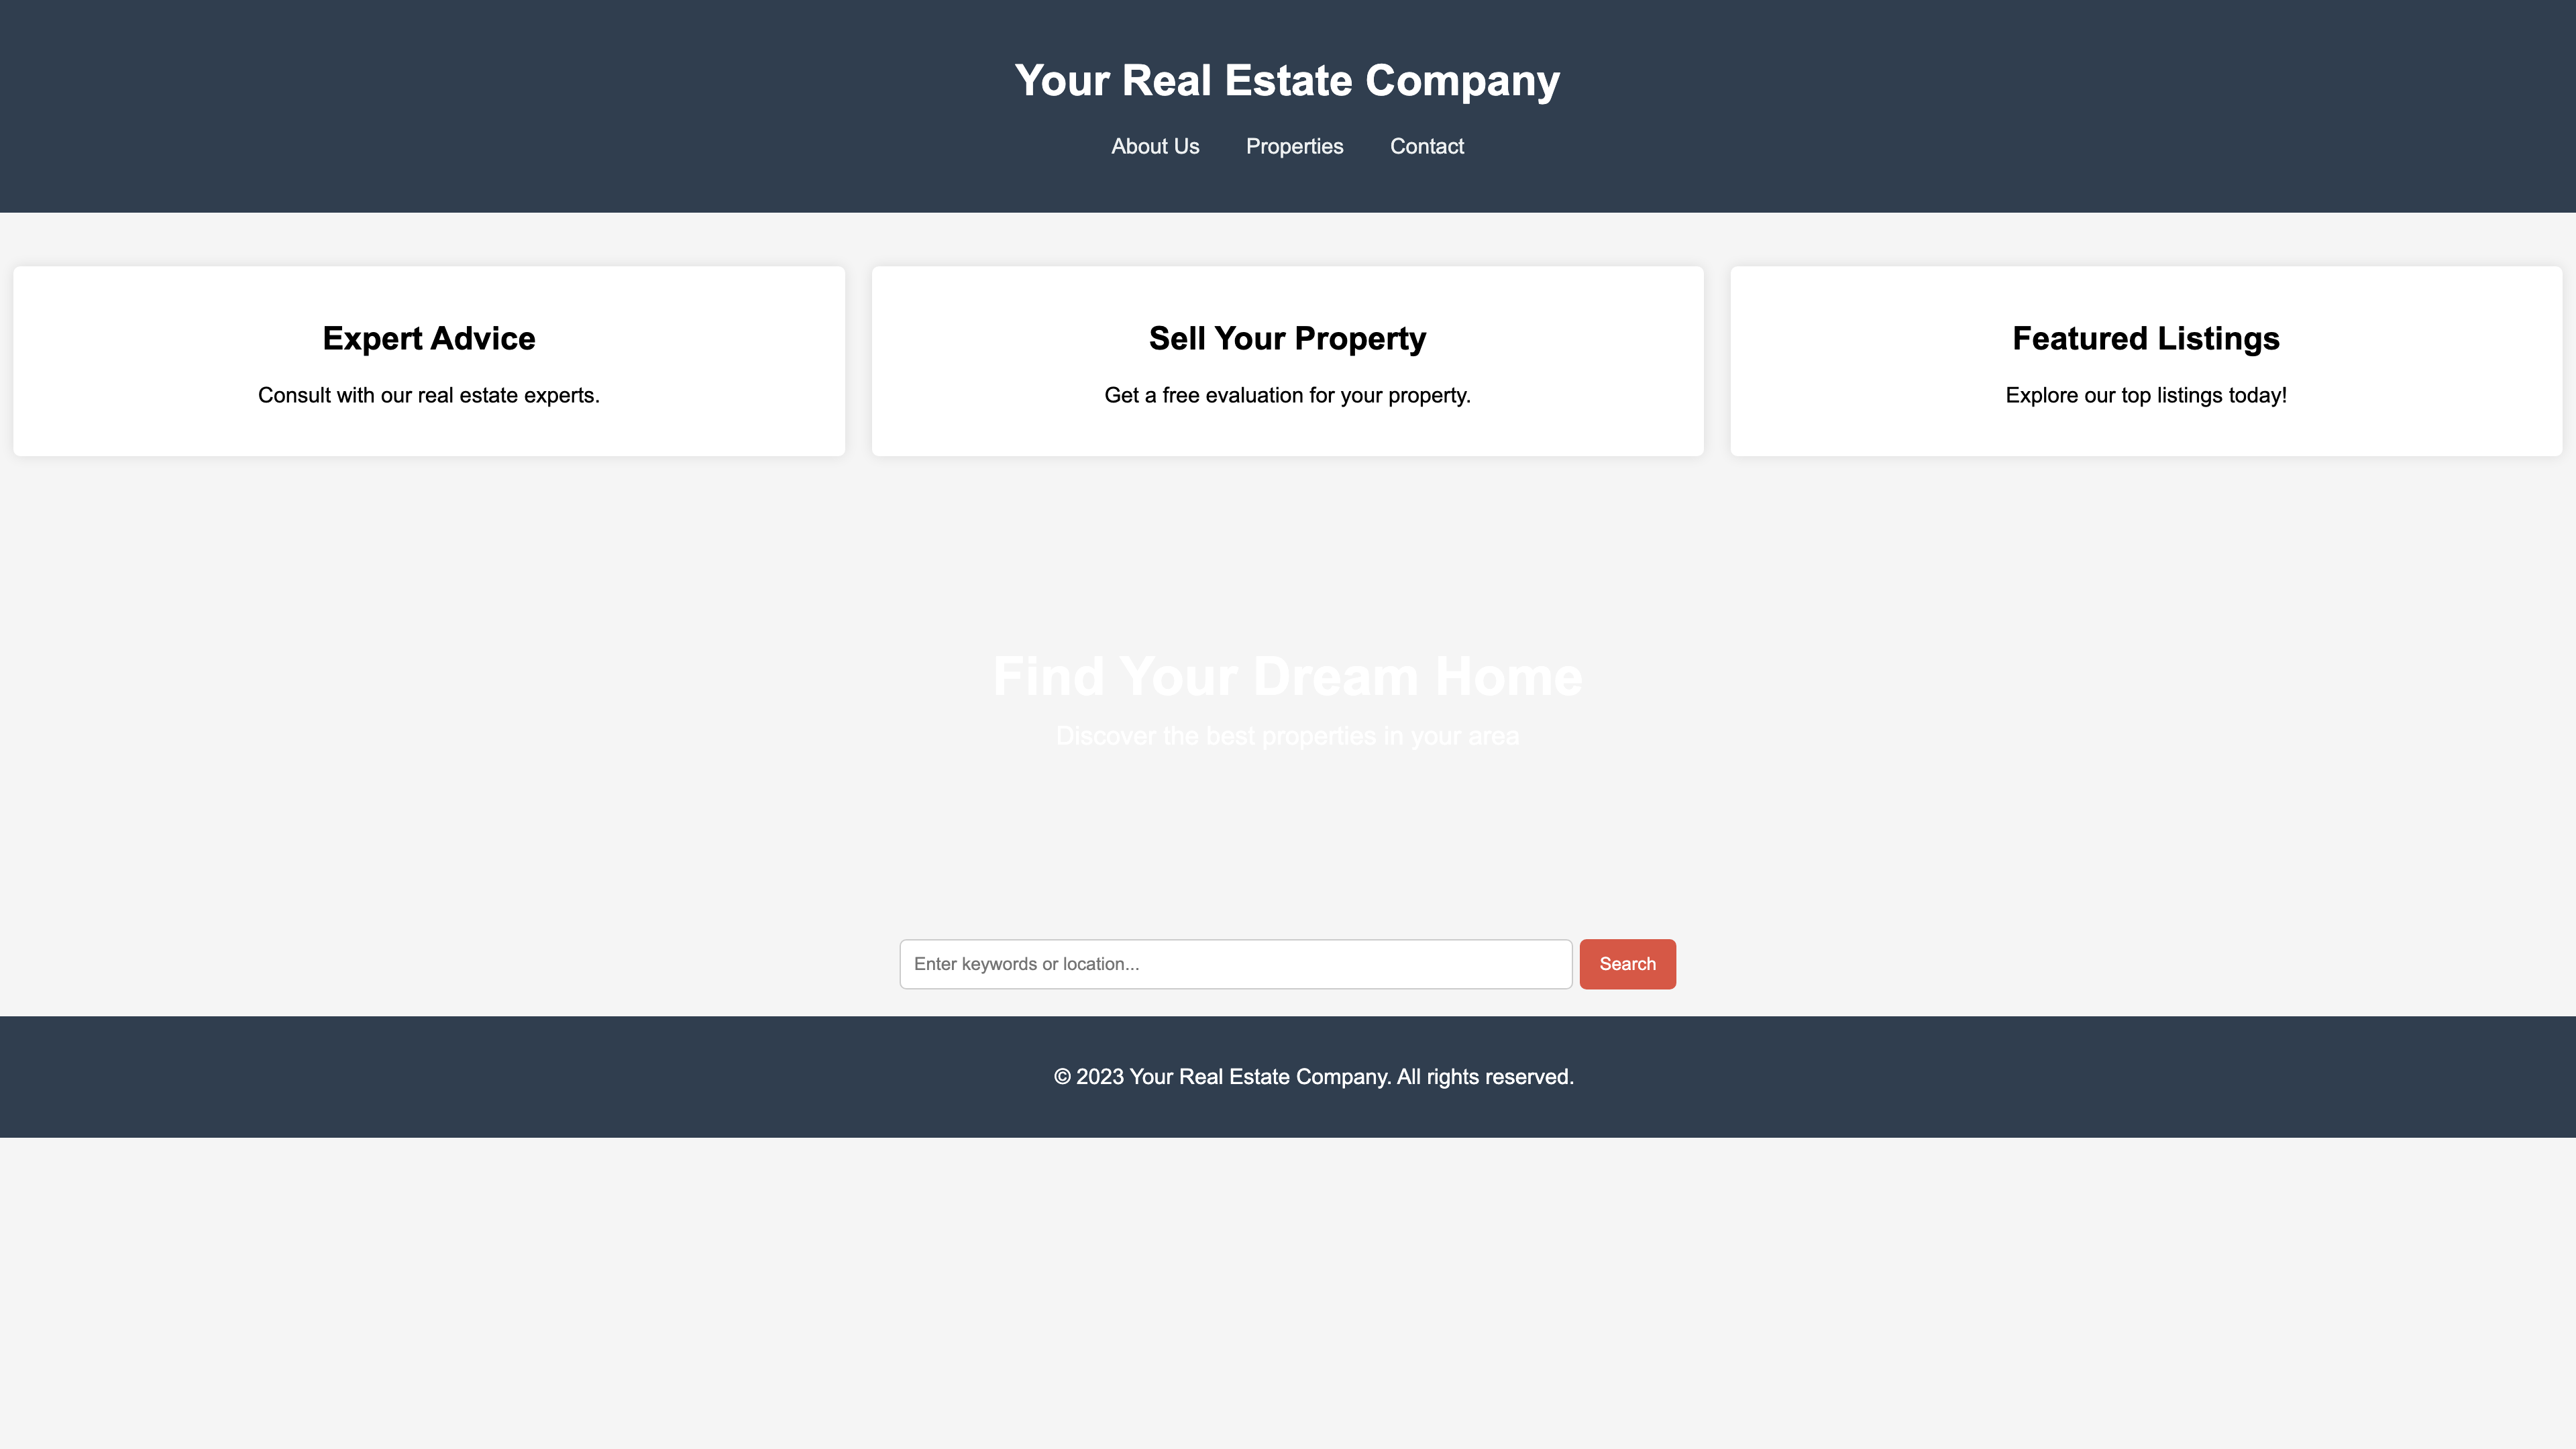 Your Real Estate Company
About Us Properties Contact
Expert Advice
Consult with our real estate experts.
Sell Your Property
Get a free evaluation for your property.
Featured Listings
Explore our top listings today!
Find Your Dream Home
Discover the best properties in your area
Enter keywords or location...
Search
© 2023 Your Real Estate Company. All rights reserved.